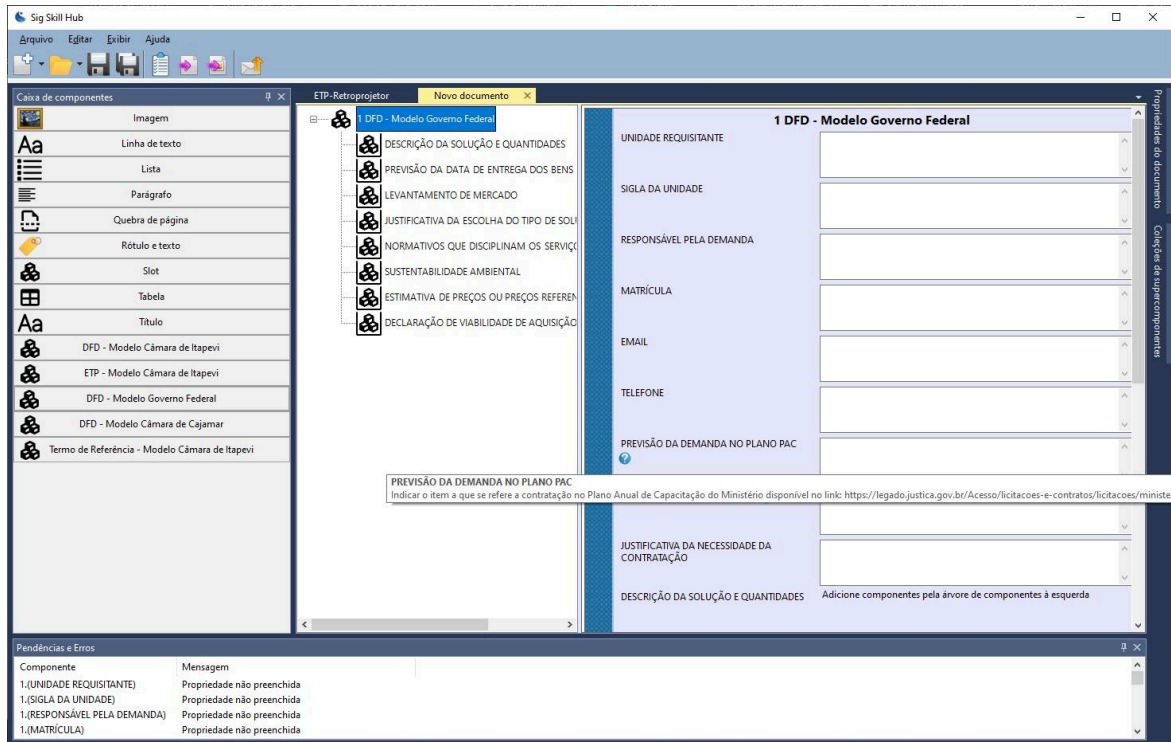 Sig Skill Hub
Arquivo Editar Exibir Ajuda
Caixa de componentes
Imagem
Linha de texto
Lista
Parágrafo
Quebra de página
Rótulo e texto
Slot
Tabela
Título
DFD - Modelo Câmara de Itapevi
ETP - Modelo Câmara de Itapevi
DFD - Modelo Governo Federal
DFD - Modelo Câmara de Cajamar
Termo de Referência - Modelo Câmara de Itapevi
ETP-Retroprojetor
Novo documento
1 DFD - Modelo Governo Federal
DESCRIÇÃO DA SOLUÇÃO E QUANTIDADES
PREVISÃO DA DATA DE ENTREGA DOS BENS
LEVANTAMENTO DE MERCADO
JUSTIFICATIVA DA ESCOLHA DO TIPO DE SOLU
NORMATIVOS QUE DISCIPLINAM OS SERVIÇO
SUSTENTABILIDADE AMBIENTAL
ESTIMATIVA DE PREÇOS OU PREÇOS REFEREN
DECLARAÇÃO DE VIABILIDADE DE AQUISIÇÃO
1 DFD - Modelo Governo Federal
UNIDADE REQUISITANTE
SIGLA DA UNIDADE
RESPONSÁVEL PELA DEMANDA
MATRÍCULA
EMAIL
TELEFONE
PREVISÃO DA DEMANDA NO PLANO PAC
PREVISÃO DA DEMANDA NO PLANO PAC
Indicar o item a que se refere a contratação no Plano Anual de Capacitação do Ministério disponível no link: https://legado.justica.gov.br/Acesso/licitacoes-e-contratos/licitacoes/ministe
JUSTIFICATIVA DA NECESSIDADE DA
CONTRATAÇÃO
DESCRIÇÃO DA SOLUÇÃO E QUANTIDADES
Adicione componentes pela árvore de componentes à esquerda
Propriedades do documento
Coleções de supercomponentes
Pendências e Erros
Componente Mensagem
1.(UNIDADE REQUISITANTE) Propriedade não preenchida
1.(SIGLA DA UNIDADE) Propriedade não preenchida
1.(RESPONSÁVEL PELA DEMANDA) Propriedade não preenchida
1.(MATRÍCULA) Propriedade não preenchida